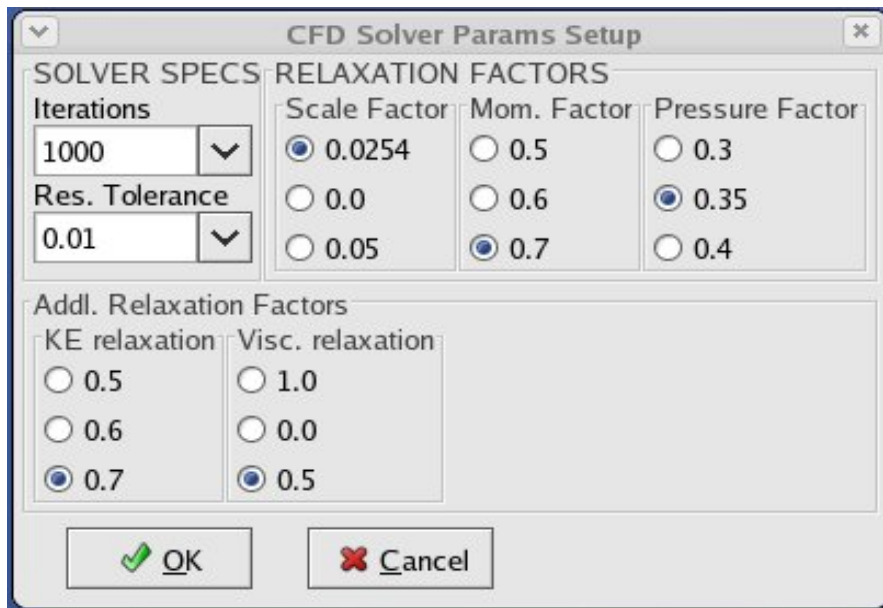 CFD Solver Params Setup
SOLVER SPECS
Iterations
1000
Res. Tolerance
0.01
RELAXATION FACTORS
Scale Factor
0.0254
0.0
0.05
Mom. Factor
0.5
0.6
0.7
Pressure Factor
0.3
0.35
0.4
Addl. Relaxation Factors
KE relaxation
0.5
0.6
0.7
Visc. relaxation
1.0
0.0
0.5
OK
Cancel